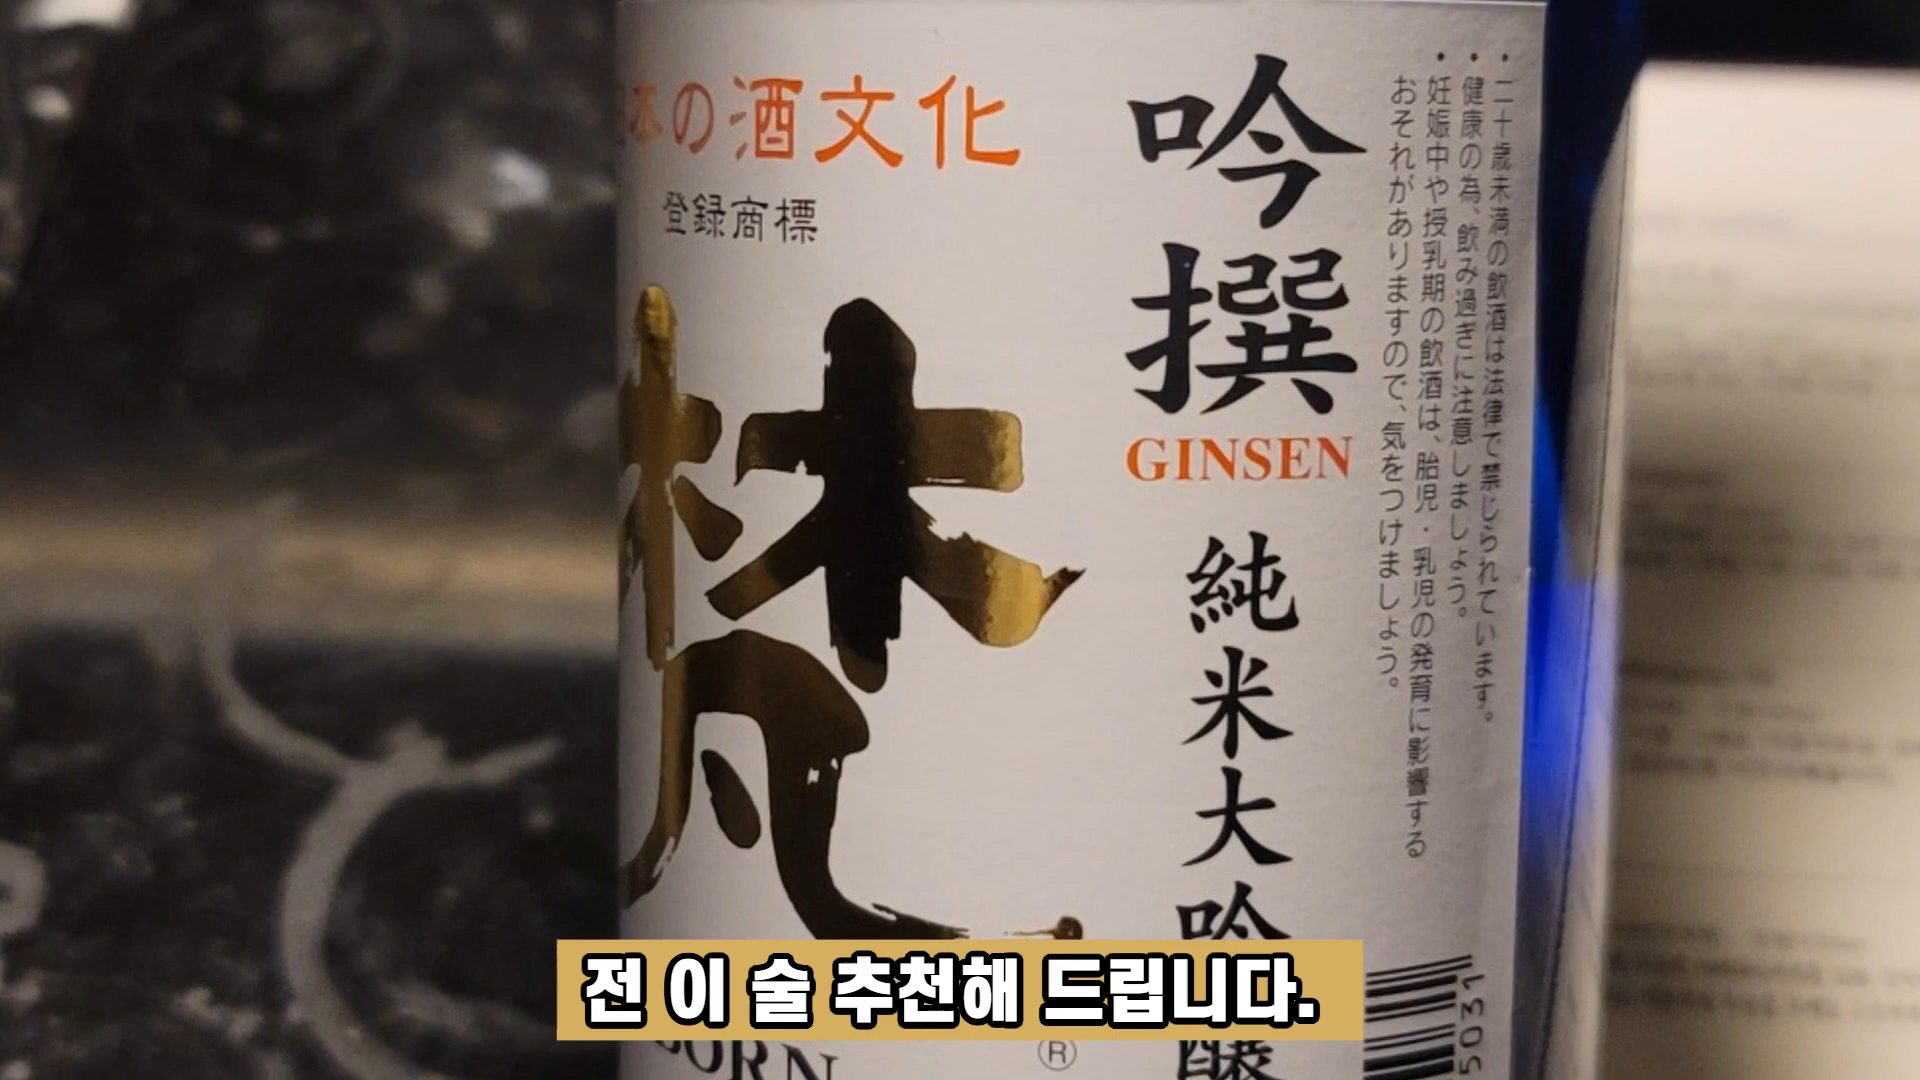 本の酒文化
登録商標
梵
吟撰
GINSEN
純米大吟醸
・二十歳未満の飲酒は法律で禁じられています。
・健康の為、飲み過ぎに注意しましょう。
・妊娠中や授乳期の飲酒は、胎児・乳児の発育に影響する
おそれがありますので、気をつけましょう。
전 이 술 추천해 드립니다.
BORN
®
5031